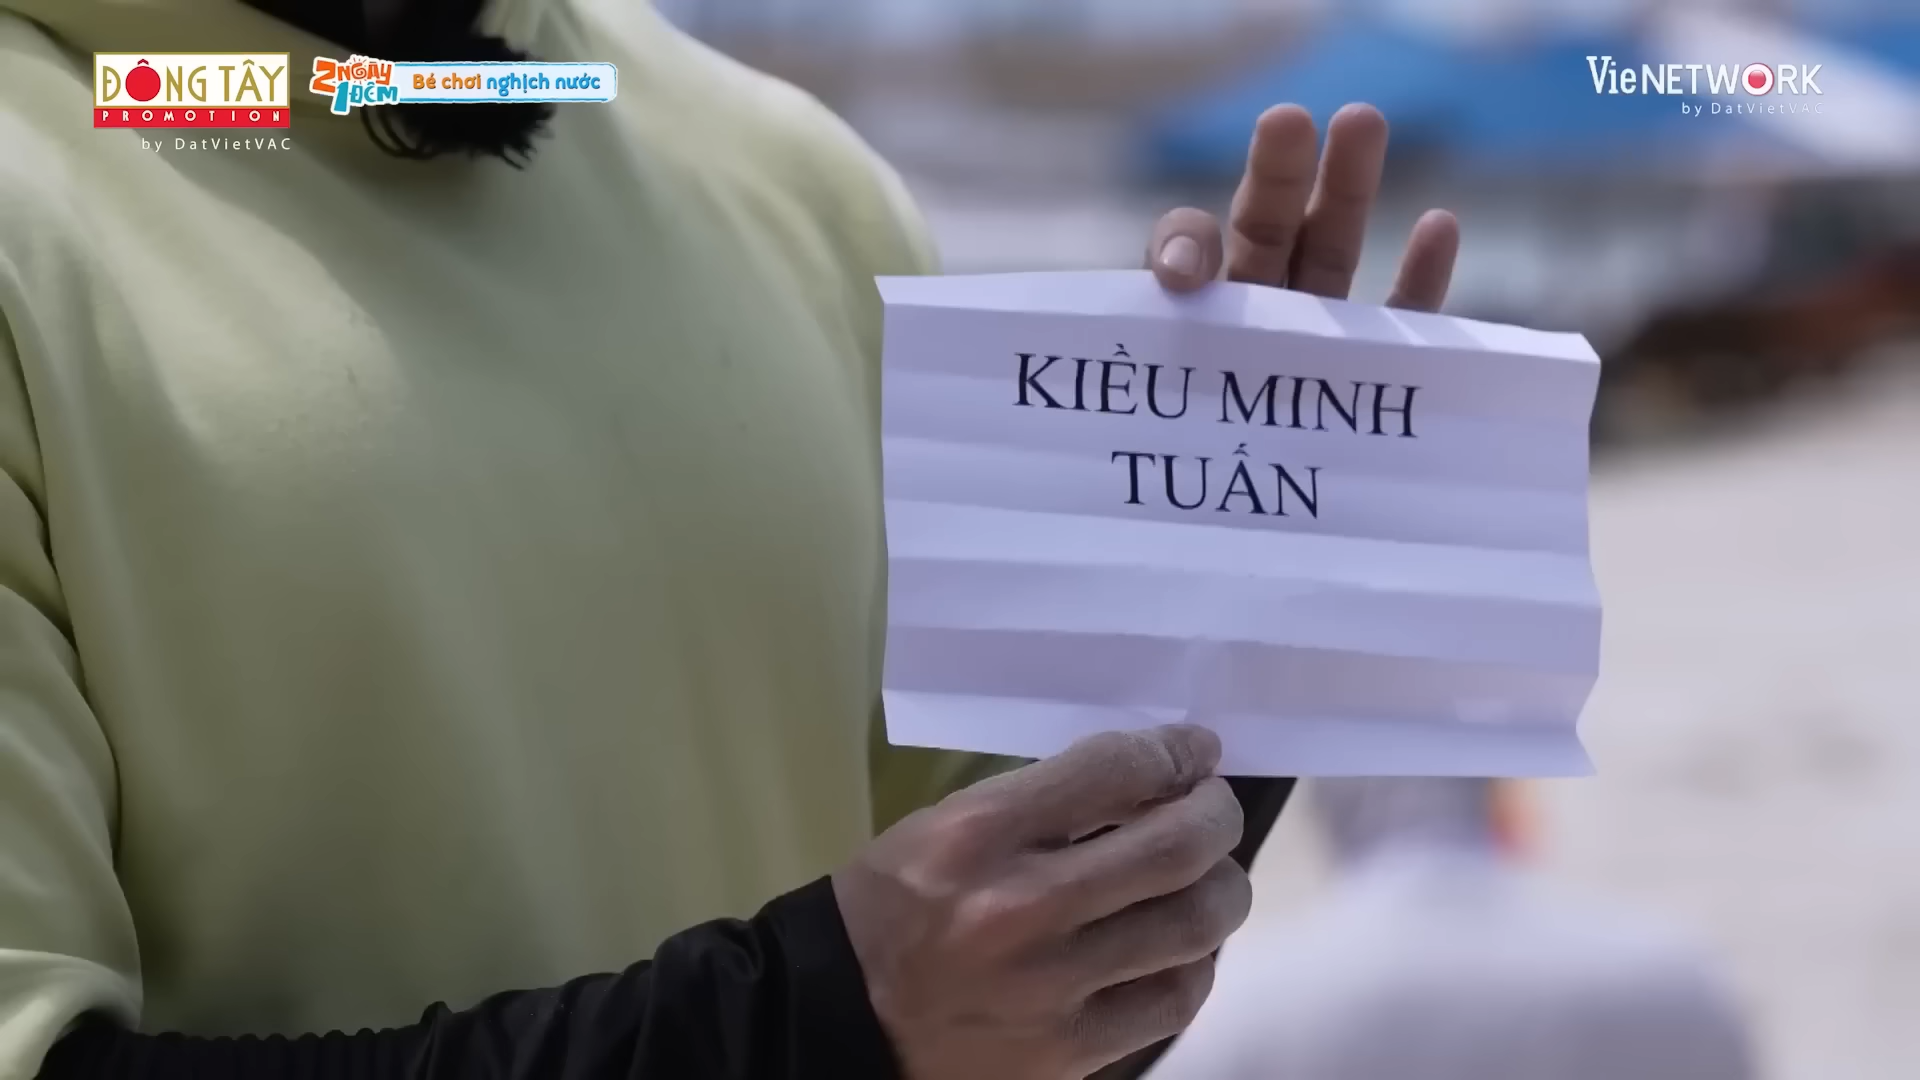 ĐÔNG TÂY
PROMOTION
by DatVietVAC
2 NGÀY 1 ĐÊM
Bé chơi nghịch nước
VieNETWORK
by DatVietVAC
KIỀU MINH
TUẤN